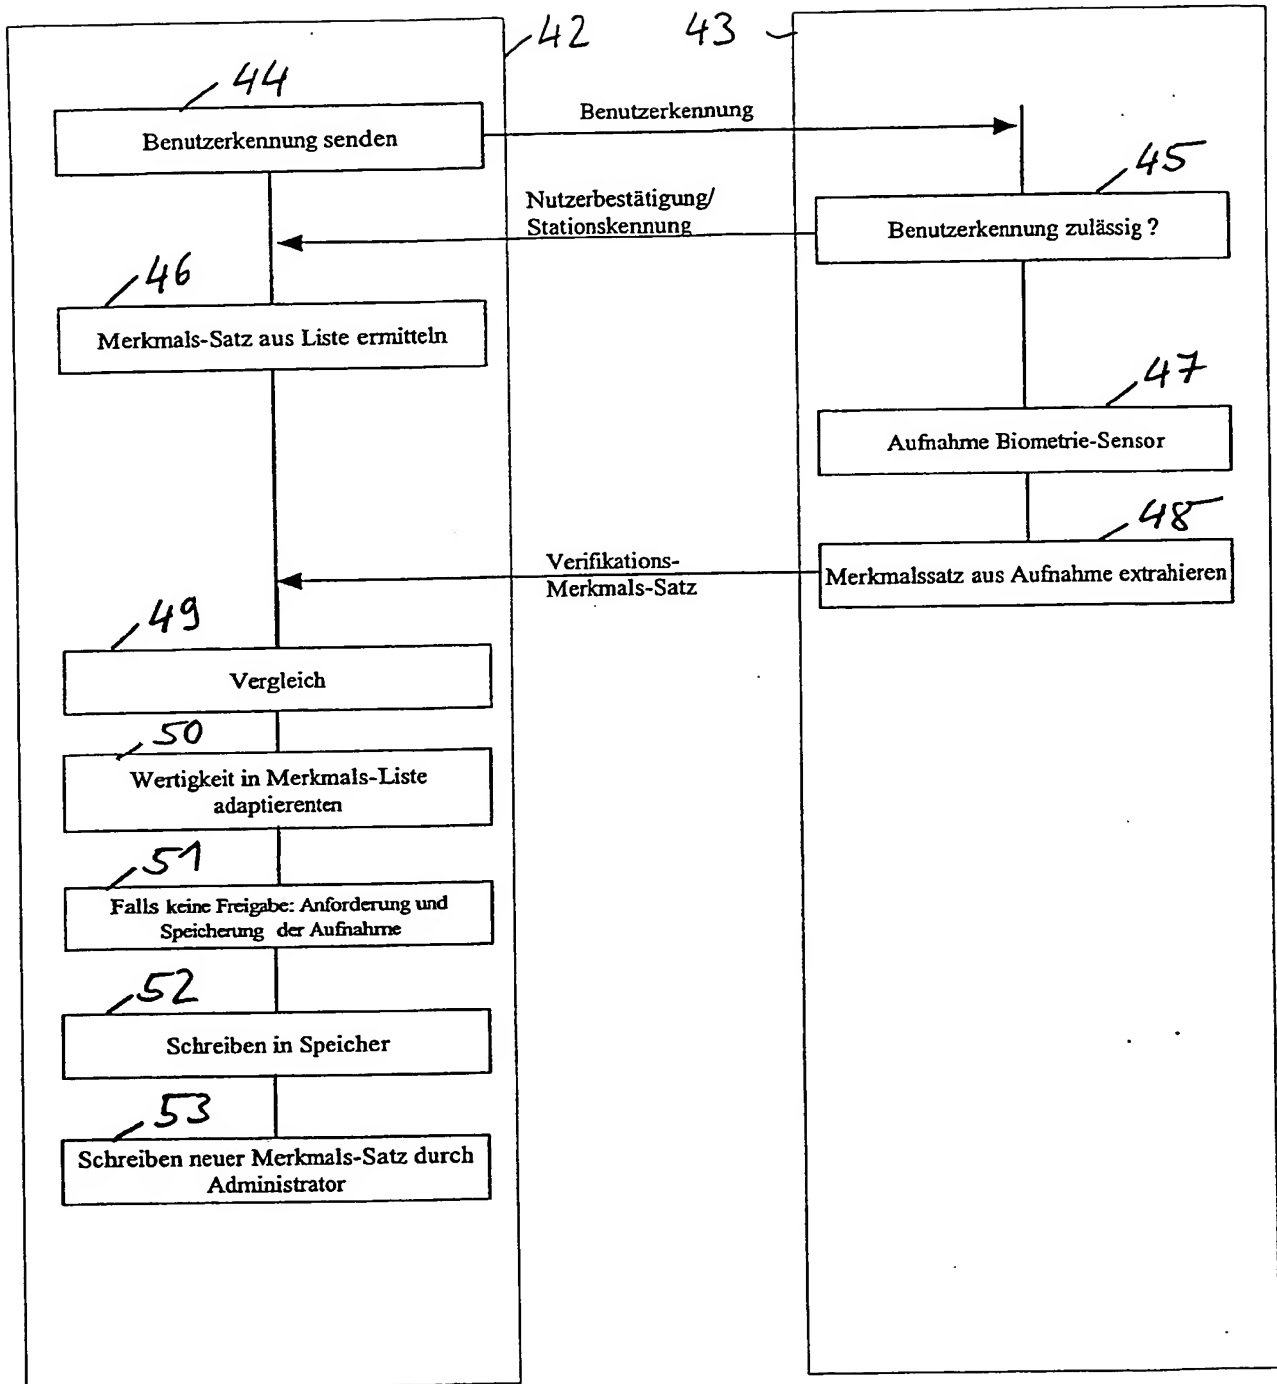 42
43
44
Benutzerkennung senden
Benutzerkennung
45
Nutzerbestätigung/
Stationskennung
Benutzerkennung zulässig ?
46
Merkmals-Satz aus Liste ermitteln
47
Aufnahme Biometrie-Sensor
48
Verifikations-
Merkmals-Satz
Merkmalssatz aus Aufnahme extrahieren
49
Vergleich
50
Wertigkeit in Merkmals-Liste
adaptierenten
51
Falls keine Freigabe: Anforderung und
Speicherung der Aufnahme
52
Schreiben in Speicher
53
Schreiben neuer Merkmals-Satz durch
Administrator